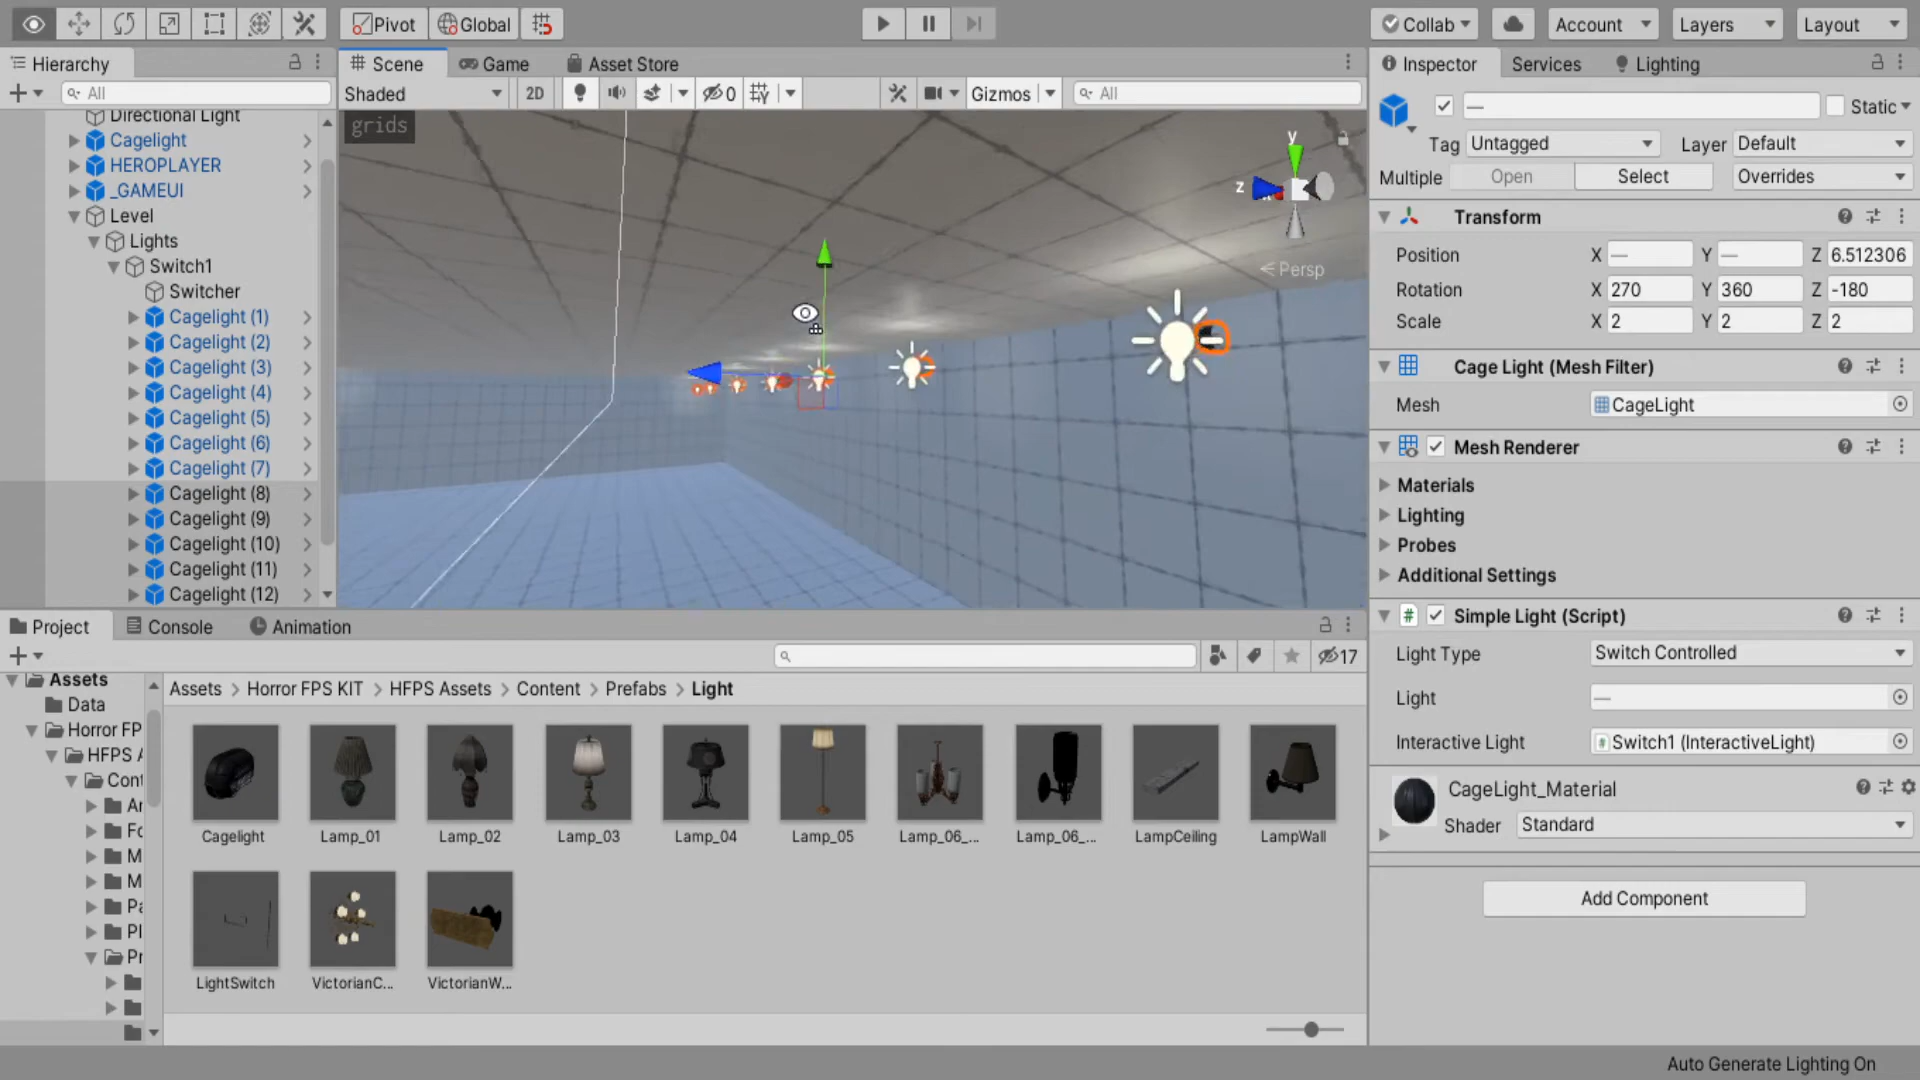 Pivot Global Collab Account Layers Layout
Hierarchy Scene Game Asset Store Inspector Services Lighting
All Shaded 2D 0 Gizmos All
grids
y
z
Persp
Directional Light
Cagelight
HEROPLAYER
_GAMEUI
Level
Lights
Switch1
Switcher
Cagelight (1)
Cagelight (2)
Cagelight (3)
Cagelight (4)
Cagelight (5)
Cagelight (6)
Cagelight (7)
Cagelight (8)
Cagelight (9)
Cagelight (10)
Cagelight (11)
Cagelight (12)
— Static
Tag Untagged Layer Default
Multiple Open Select Overrides
Transform
Position X — Y — Z 6.512306
Rotation X 270 Y 360 Z -180
Scale X 2 Y 2 Z 2
Cage Light (Mesh Filter)
Mesh CageLight
Mesh Renderer
Materials
Lighting
Probes
Additional Settings
# Simple Light (Script)
Light Type Switch Controlled
Light —
Interactive Light Switch1 (InteractiveLight)
CageLight_Material
Shader Standard
Add Component
Project Console Animation
17
Assets
Data
Horror FP
HFPS A
Cont
Ar
Fo
M
M
Pa
Pl
Pr
Assets > Horror FPS KIT > HFPS Assets > Content > Prefabs > Light
Cagelight Lamp_01 Lamp_02 Lamp_03 Lamp_04 Lamp_05 Lamp_06_... Lamp_06_... LampCeiling LampWall
LightSwitch VictorianC... VictorianW...
Auto Generate Lighting On